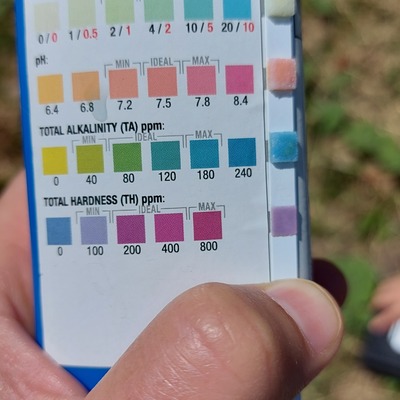 0/0 1/0.5 2/1 4/2 10/5 20/10
pH:
MIN IDEAL MAX
6.4 6.8 7.2 7.5 7.8 8.4
TOTAL ALKALINITY (TA) ppm:
MIN IDEAL MAX
0 40 80 120 180 240
TOTAL HARDNESS (TH) ppm:
MIN IDEAL MAX
0 100 200 400 800